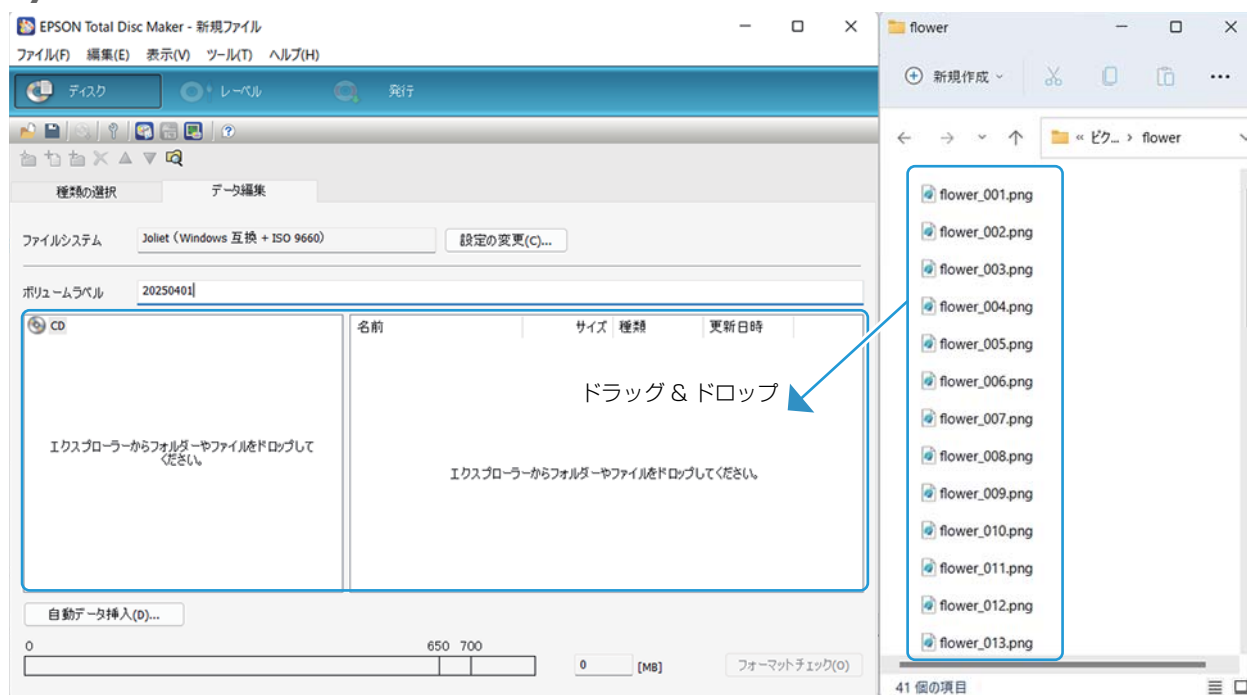 EPSON Total Disc Maker - 新規ファイル
ファイル(F) 編集(E) 表示(V) ツール(T) ヘルプ(H)
ディスク レーベル 発行
種類の選択 データ編集
ファイルシステム Joliet (Windows 互換 + ISO 9660) 設定の変更(C)...
ボリュームラベル 20250401
CD
名前 サイズ 種類 更新日時
ドラッグ & ドロップ
エクスプローラーからフォルダーやファイルをドロップして
ください。
エクスプローラーからフォルダーやファイルをドロップしてください。
自動データ挿入(D)...
0 650 700
0 [MB] フォーマットチェック(O)
flower
新規作成
« ピク... › flower
flower_001.png
flower_002.png
flower_003.png
flower_004.png
flower_005.png
flower_006.png
flower_007.png
flower_008.png
flower_009.png
flower_010.png
flower_011.png
flower_012.png
flower_013.png
41 個の項目